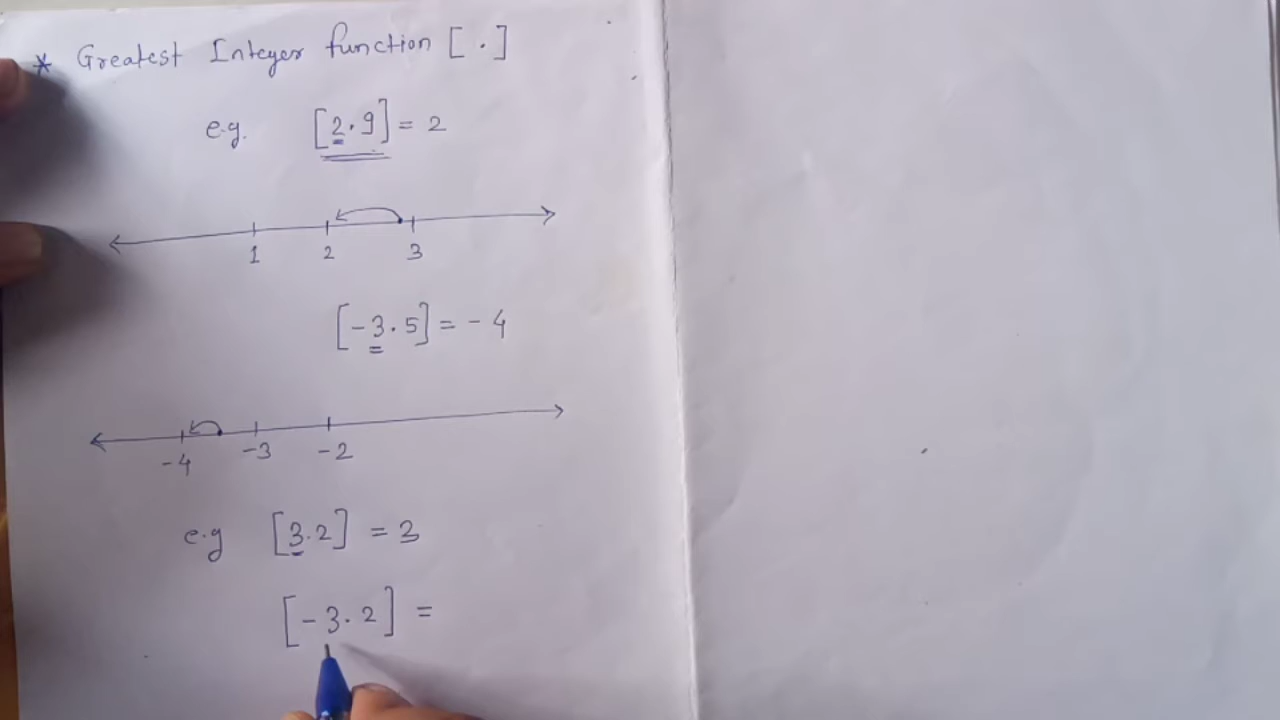 * Greatest Integer function [ . ]
e.g. [2.9] = 2
1 2 3
[-3.5] = -4
-4 -3 -2
e.g [3.2] = 3
[-3.2] =